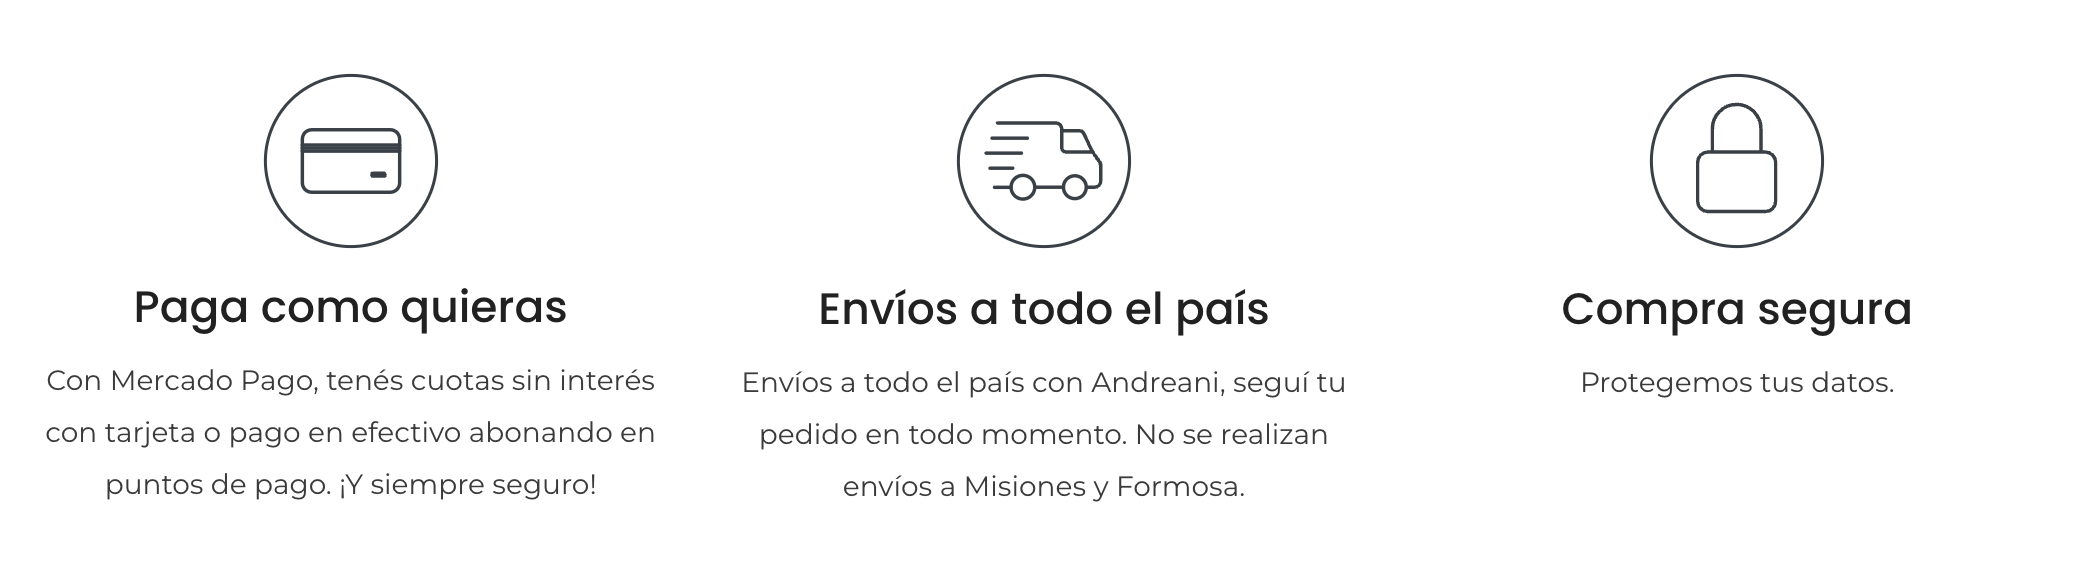 Paga como quieras
Con Mercado Pago, tenés cuotas sin interés
con tarjeta o pago en efectivo abonando en
puntos de pago. ¡Y siempre seguro!
Envíos a todo el país
Envíos a todo el país con Andreani, seguí tu
pedido en todo momento. No se realizan
envíos a Misiones y Formosa.
Compra segura
Protegemos tus datos.